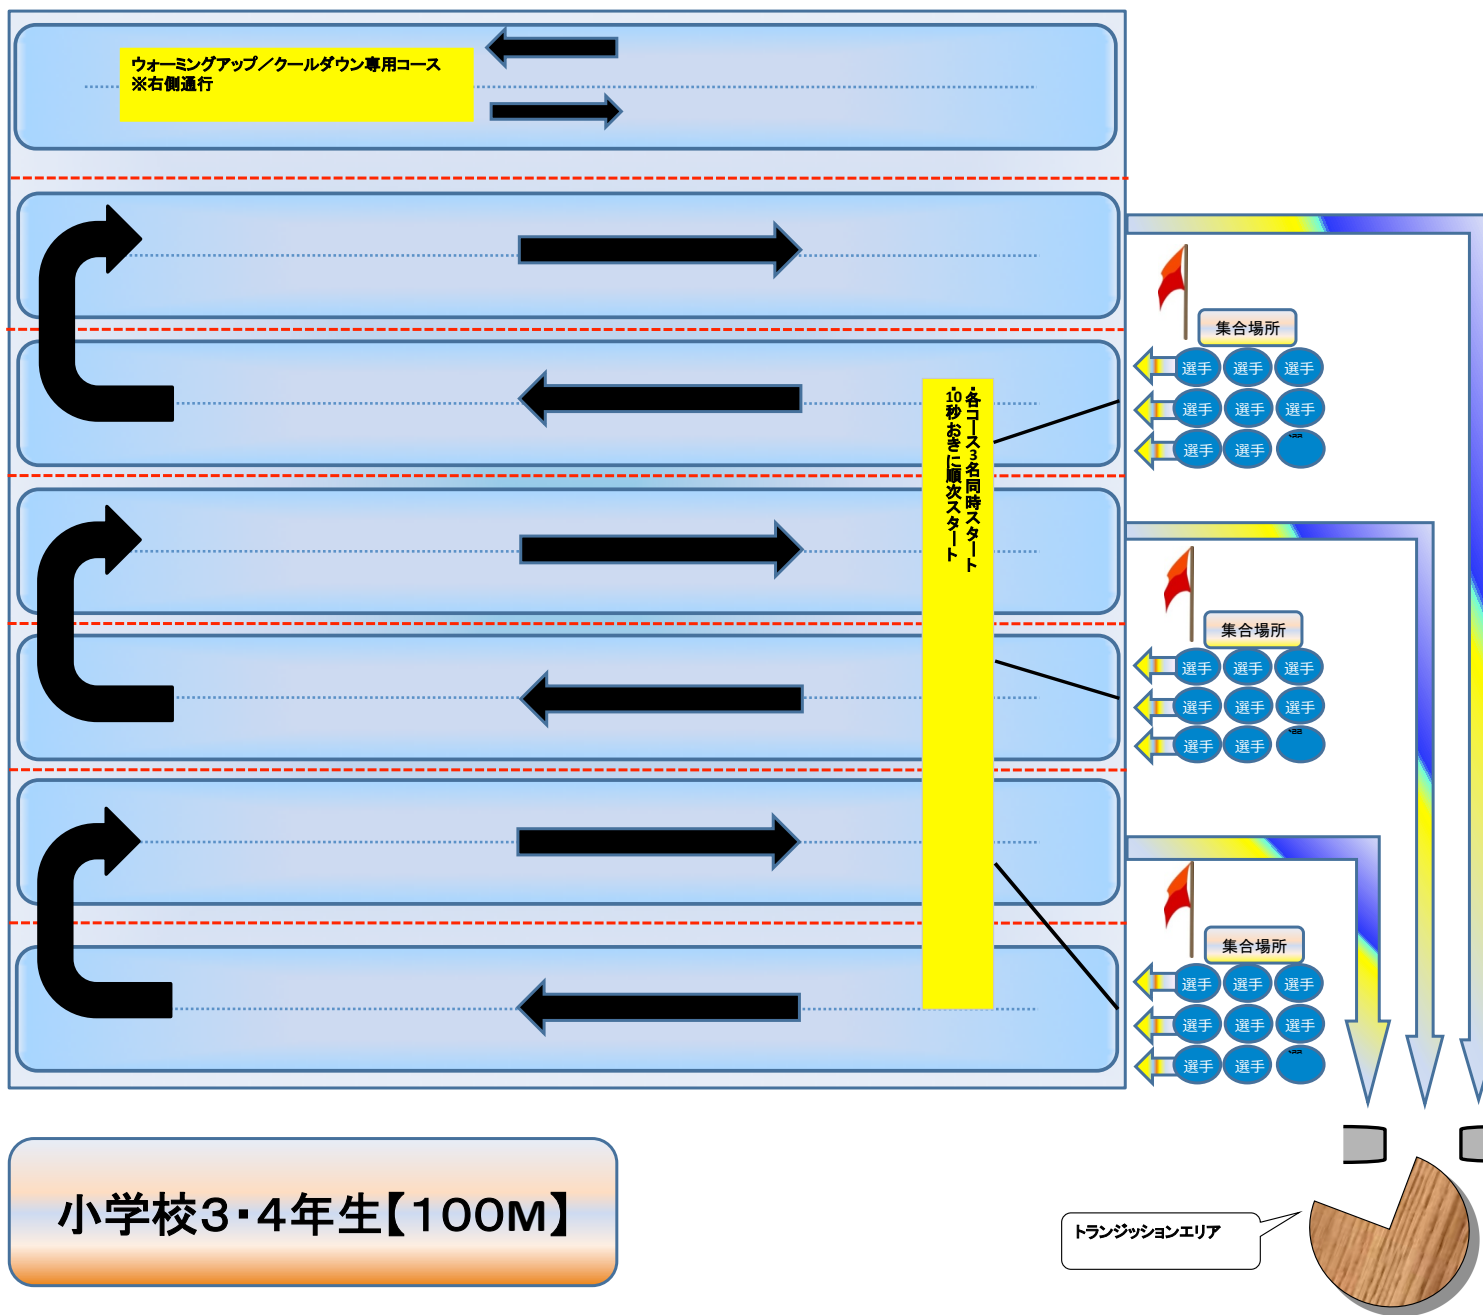 ウォーミングアップ／クールダウン専用コース
※右側通行
・各コース3名同時スタート
・10秒おきに順次スタート
集合場所
選手 選手 選手
選手 選手 選手
選手 選手
集合場所
選手 選手 選手
選手 選手 選手
選手 選手
集合場所
選手 選手 選手
選手 選手 選手
選手 選手
小学校3・4年生【100M】
トランジッションエリア